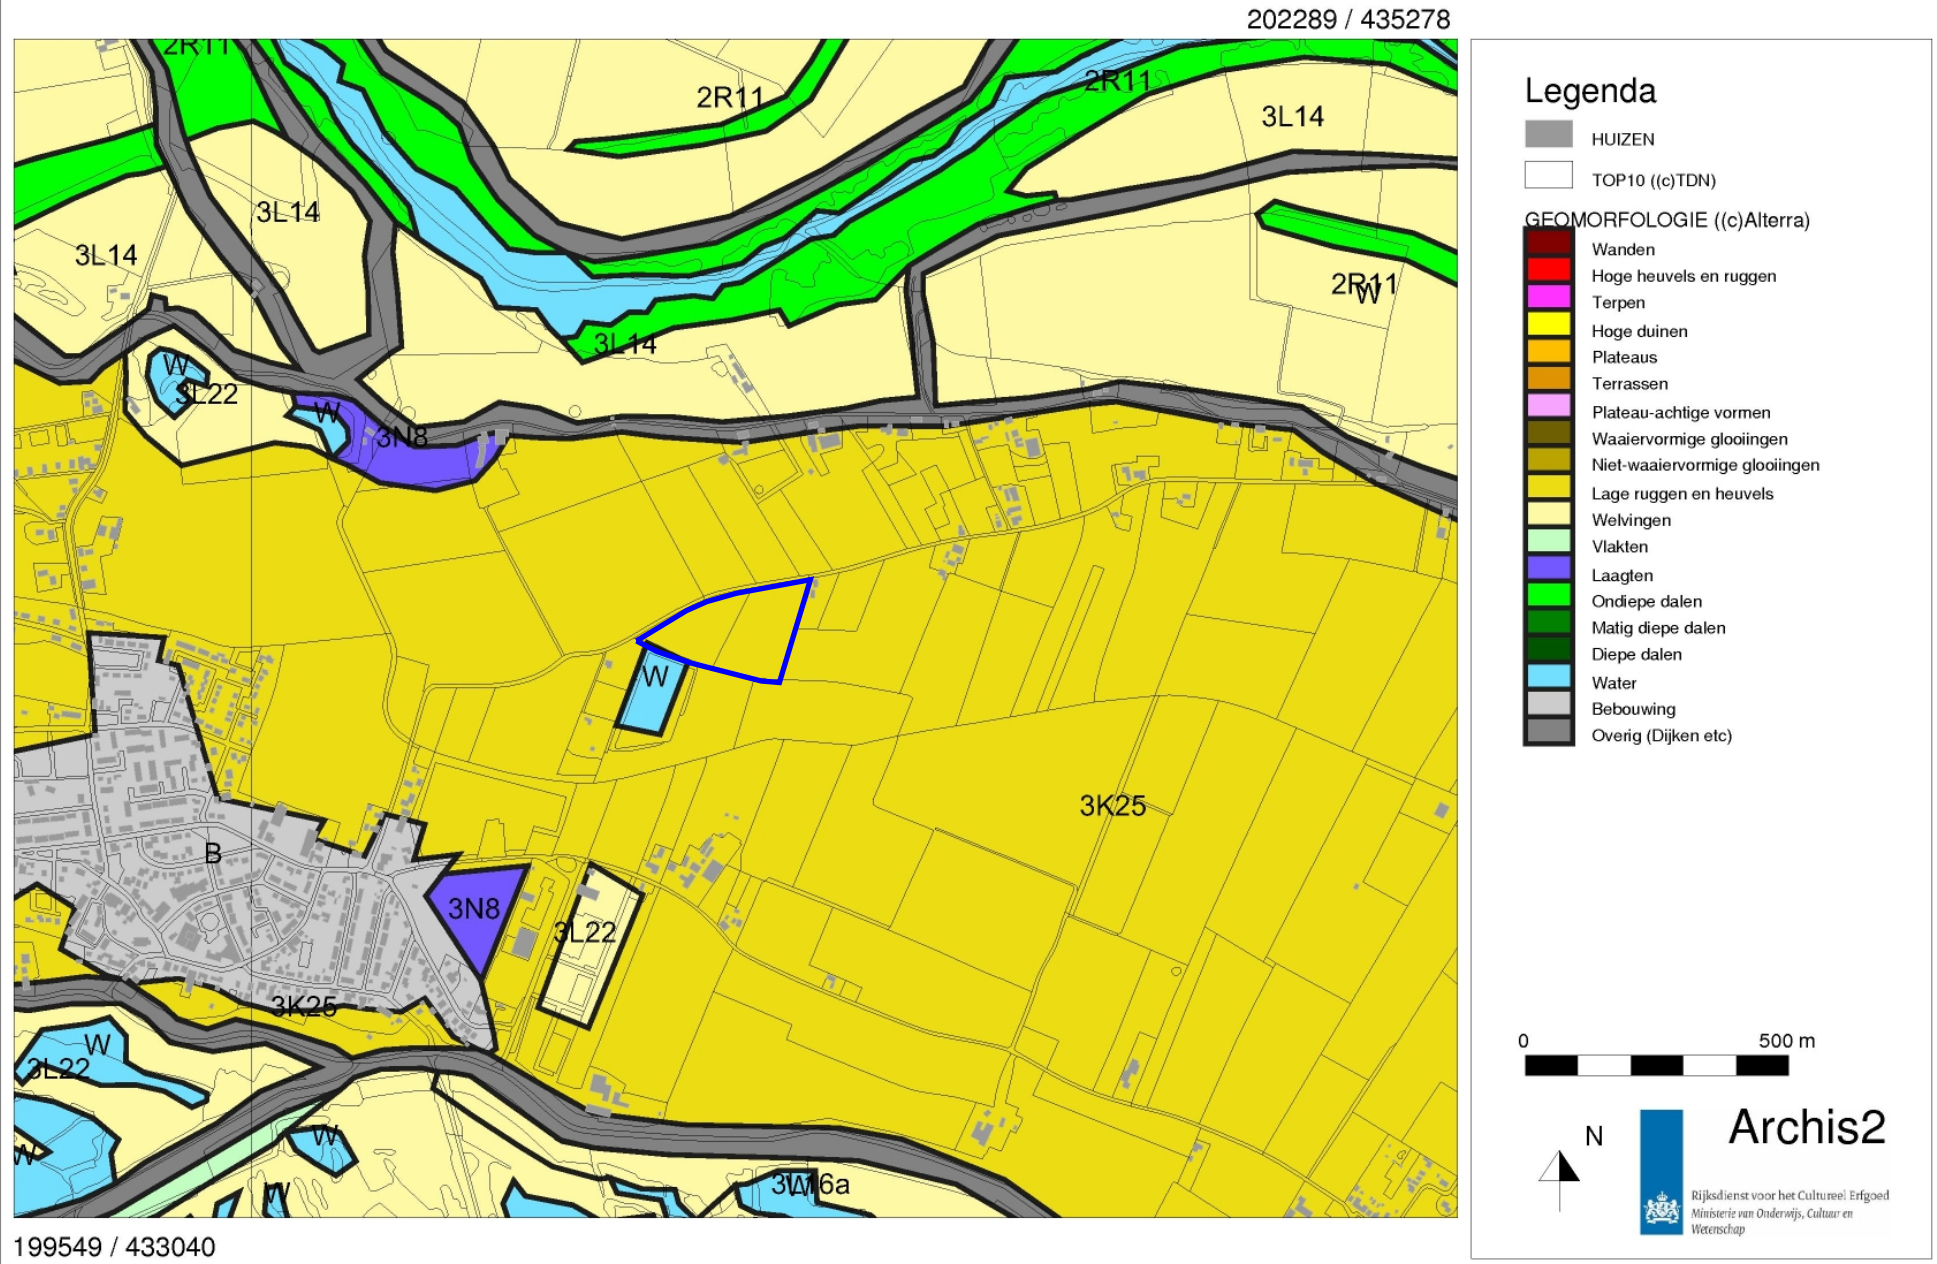 202289 / 435278
2R11
2R11
2R11
3L14
3L14
3L14
2R11
W
3L14
W
3L22
W
3N8
W
3K25
B
3N8
3L22
3K25
W
3L22
W
W
W
W
3W16a
199549 / 433040
Legenda
HUIZEN
TOP10 ((c)TDN)
GEOMORFOLOGIE ((c)Alterra)
Wanden
Hoge heuvels en ruggen
Terpen
Hoge duinen
Plateaus
Terrassen
Plateau-achtige vormen
Waaiervormige glooiingen
Niet-waaiervormige glooiingen
Lage ruggen en heuvels
Welvingen
Vlakten
Laagten
Ondiepe dalen
Matig diepe dalen
Diepe dalen
Water
Bebouwing
Overig (Dijken etc)
0 500 m
N
Archis2
Rijksdienst voor het Cultureel Erfgoed
Ministerie van Onderwijs, Cultuur en
Wetenschap